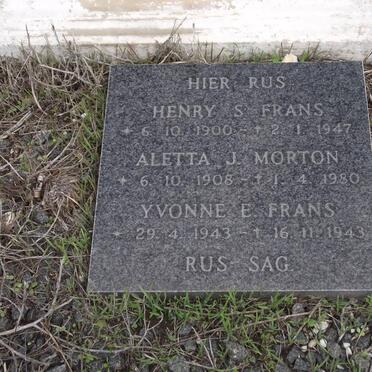 HIER RUS
HENRY S. FRANS
* 6. 10. 1900 - † 2. 1. 1947
ALETTA J. MORTON
* 6. 10. 1908 - † 1. 4. 1980
YVONNE E. FRANS
* 29. 4. 1943 - † 16. 11. 1943
RUS SAG